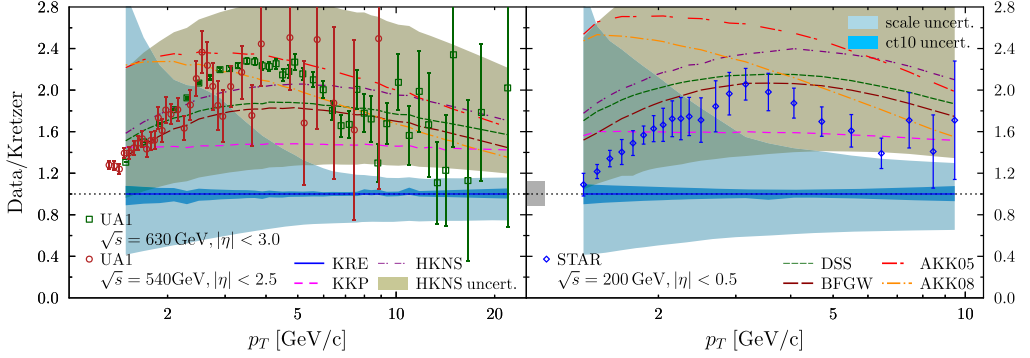 Data/Kretzer
2.8
2.4
2.0
1.6
1.2
0.8
0.4
0.0
UA1
√s = 630 GeV, |η| < 3.0
UA1
√s = 540GeV, |η| < 2.5
KRE
KKP
HKNS
HKNS uncert.
2
5
10
20
p_T [GeV/c]
scale uncert.
ct10 uncert.
STAR
√s = 200 GeV, |η| < 0.5
DSS
BFGW
AKK05
AKK08
2
5
10
p_T [GeV/c]
2.8
2.4
2.0
1.6
1.2
0.8
0.4
0.0